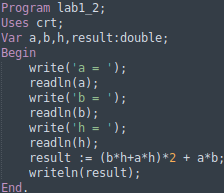 Program lab1_2;
Uses crt;
Var a,b,h,result:double;
Begin
    write('a = ');
    readln(a);
    write('b = ');
    readln(b);
    write('h = ');
    readln(h);
    result := (b*h+a*h)*2 + a*b;
    writeln(result);
End.